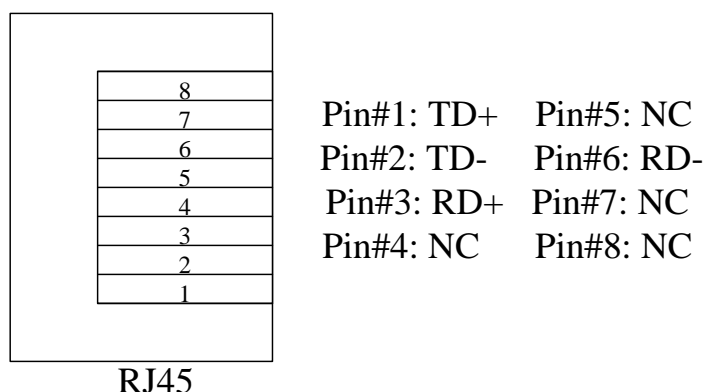 8
7
6
5
4
3
2
1
Pin#1: TD+ Pin#5: NC
Pin#2: TD- Pin#6: RD-
Pin#3: RD+ Pin#7: NC
Pin#4: NC Pin#8: NC
RJ45